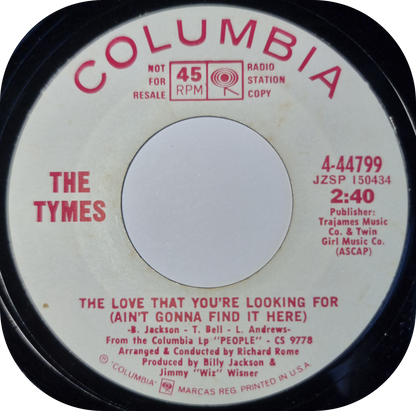 COLUMBIA
NOT FOR RESALE
45 RPM
RADIO STATION COPY
THE TYMES
4-44799
JZSP 150434
2:40
Publisher:
Trajames Music
Co. & Twin
Girl Music Co.
(ASCAP)
THE LOVE THAT YOU'RE LOOKING FOR
(AIN'T GONNA FIND IT HERE)
-B. Jackson - T. Bell - L. Andrews-
From the Columbia Lp "PEOPLE" - CS 9778
Arranged & Conducted by Richard Rome
Produced by Billy Jackson &
Jimmy "Wiz" Wisner
® "COLUMBIA" MARCAS REG. PRINTED IN U.S.A.